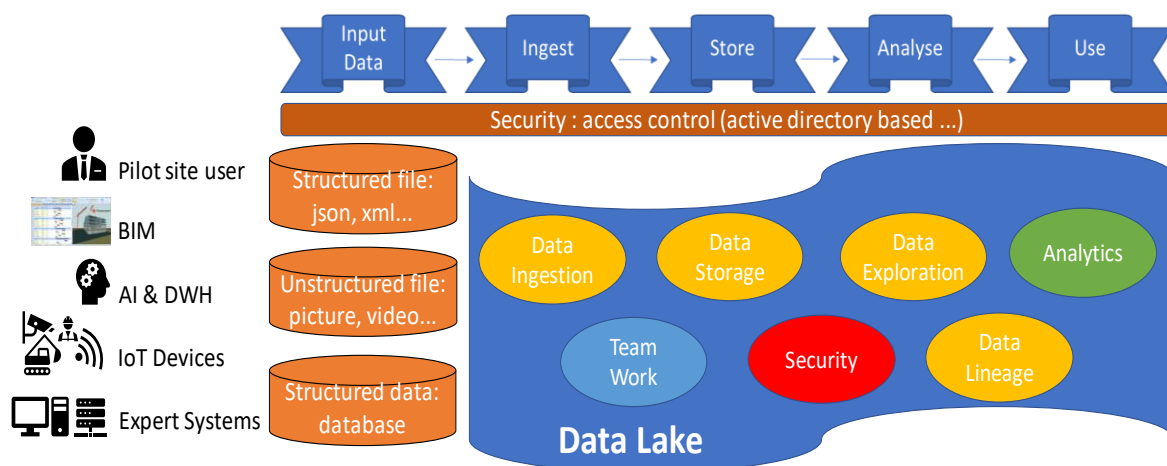 Input
Data
Ingest
Store
Analyse
Use
Security : access control (active directory based ...)
Pilot site user
BIM
AI & DWH
IoT Devices
Expert Systems
Structured file:
json, xml...
Unstructured file:
picture, video...
Structured data:
database
Data
Ingestion
Data
Storage
Data
Exploration
Analytics
Team
Work
Security
Data
Lineage
Data Lake